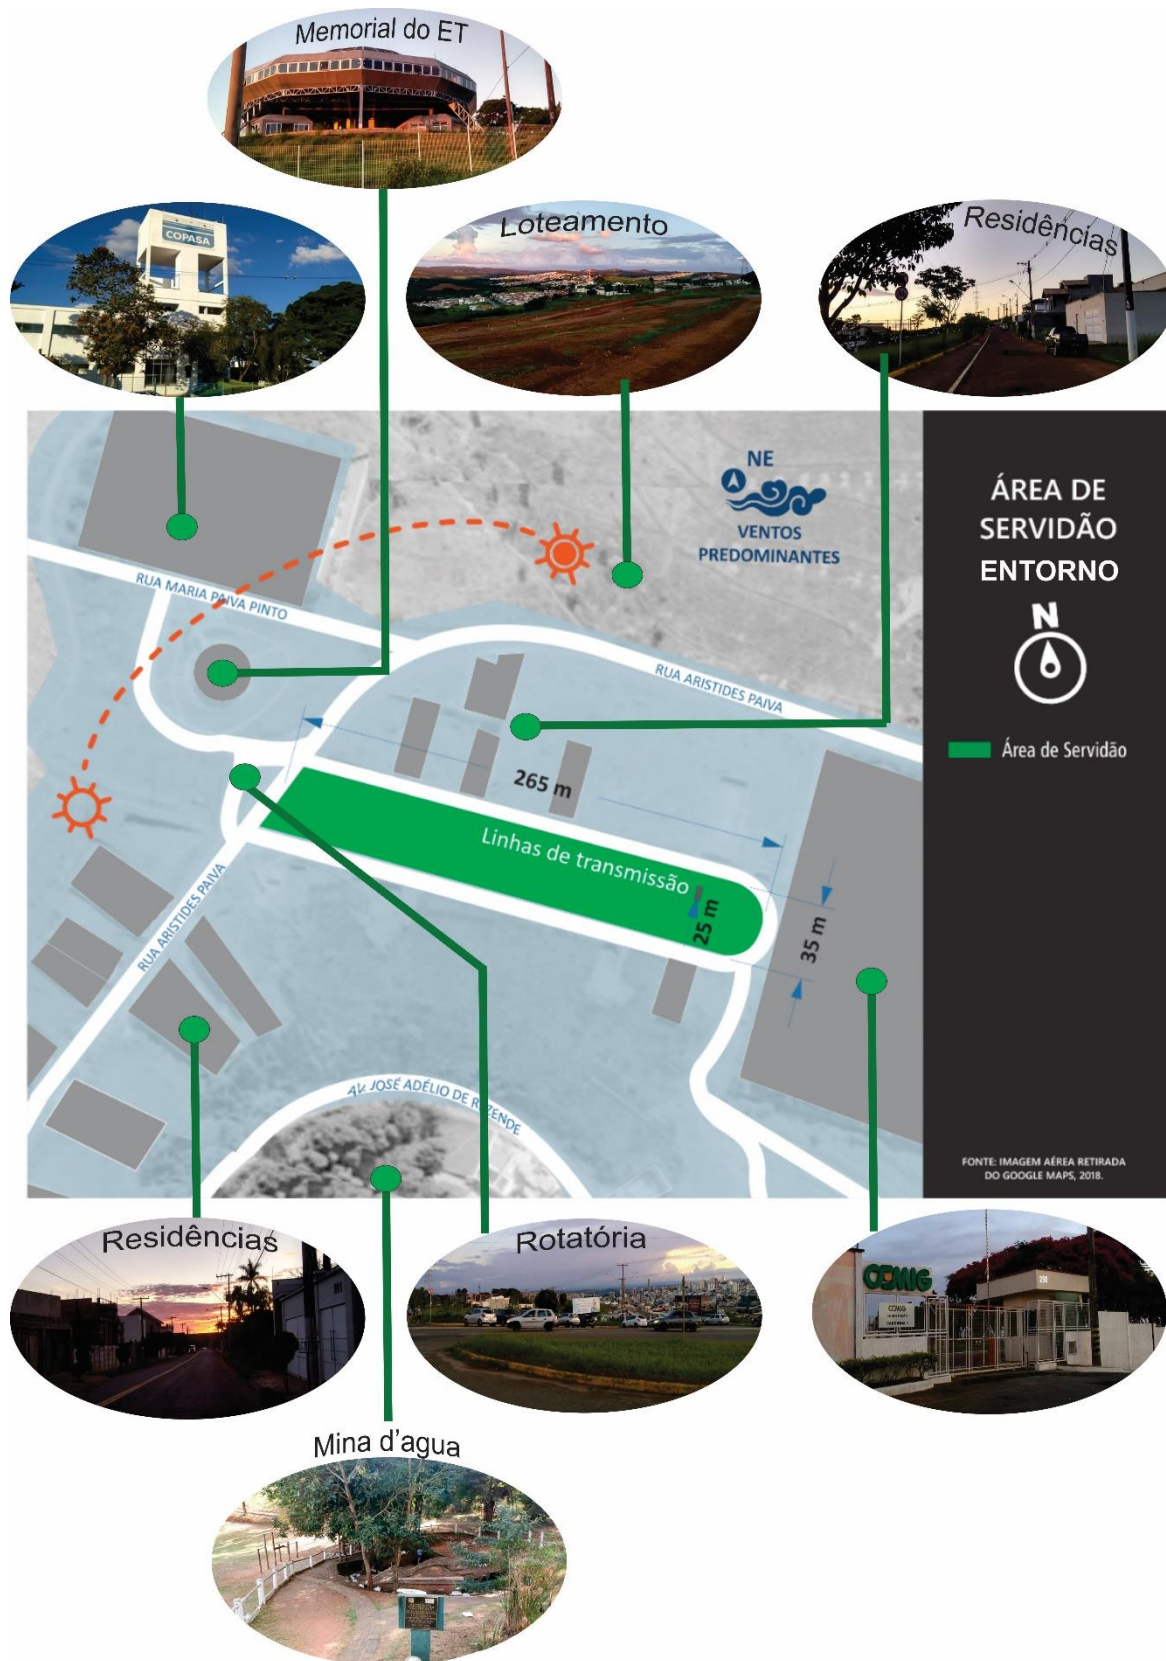 Memorial do ET
COPASA
Loteamento
Residências
NE
VENTOS
PREDOMINANTES
ÁREA DE
SERVIDÃO
ENTORNO
N
Área de Servidão
RUA MARIA PAIVA PINTO
RUA ARISTIDES PAIVA
265 m
Linhas de transmissão
25 m
35 m
RUA ARISTIDES PAIVA
AV. JOSÉ ADÉLIO DE REZENDE
FONTE: IMAGEM AÉREA RETIRADA
DO GOOGLE MAPS, 2018.
Residências
Rotatória
CEMIG
CEMIG
250
Mina d'agua